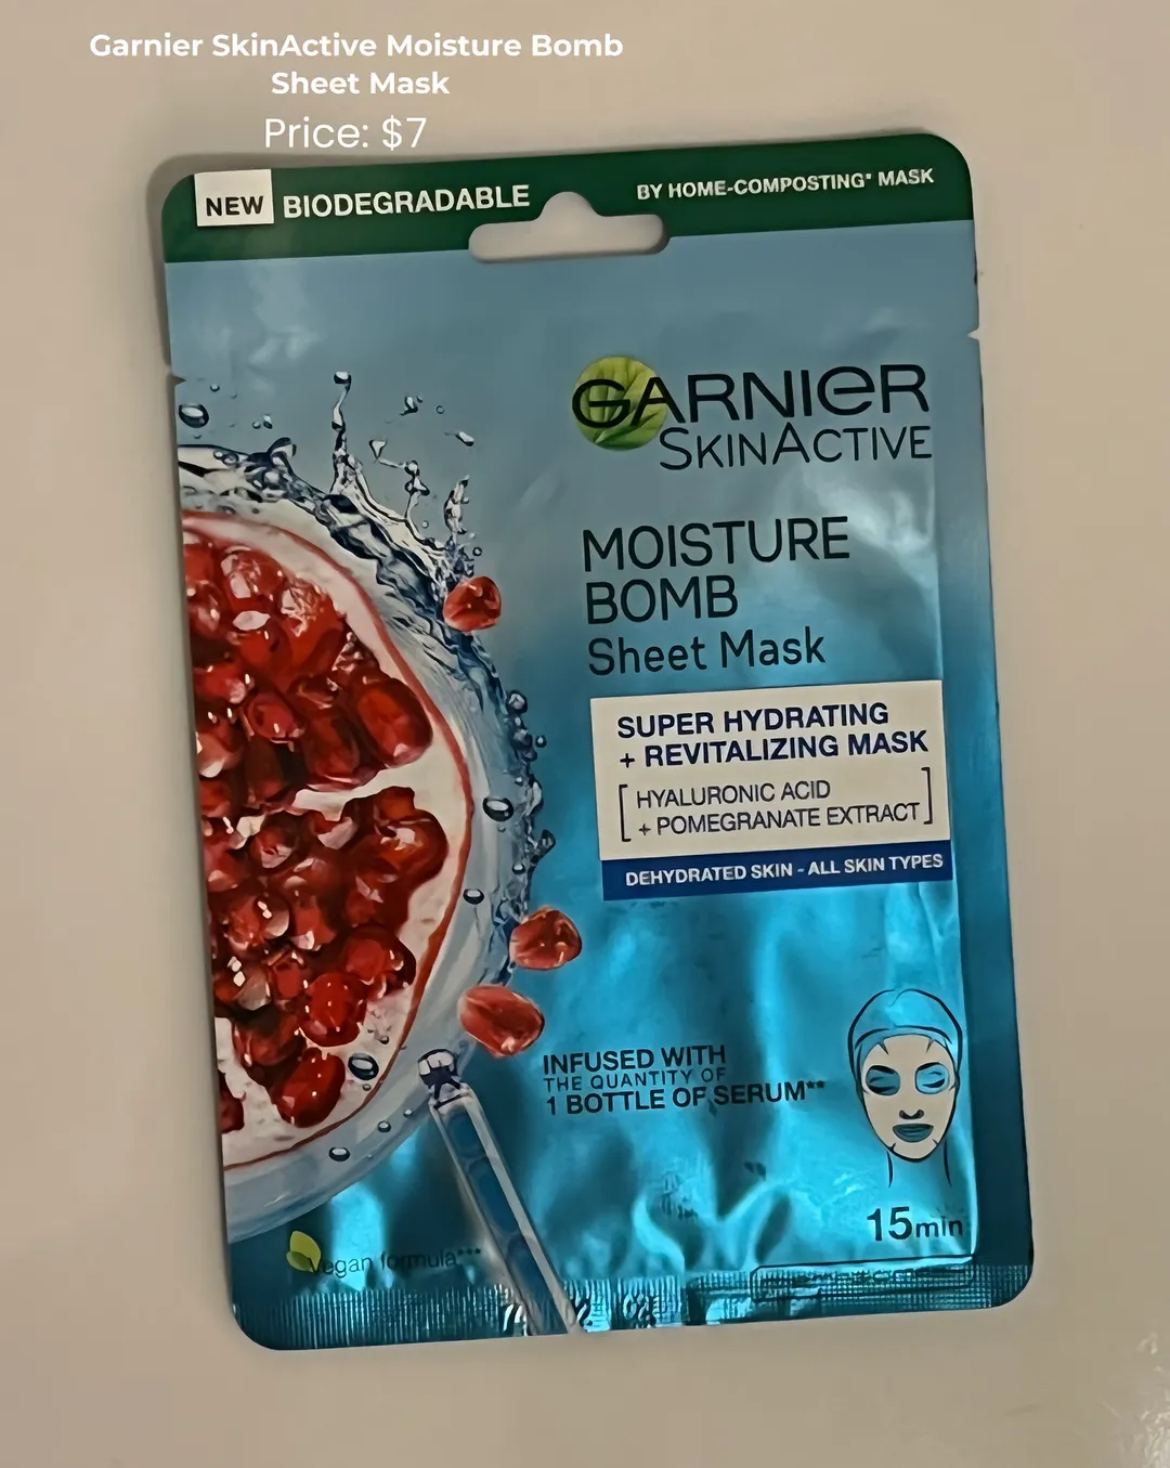 Garnier SkinActive Moisture Bomb
Sheet Mask
Price: $7
NEW BIODEGRADABLE
BY HOME-COMPOSTING* MASK
GARNIER
SKINACTIVE
MOISTURE
BOMB
Sheet Mask
SUPER HYDRATING
+ REVITALIZING MASK
HYALURONIC ACID
+ POMEGRANATE EXTRACT
DEHYDRATED SKIN - ALL SKIN TYPES
INFUSED WITH
THE QUANTITY OF
1 BOTTLE OF SERUM**
15min
Vegan formula***